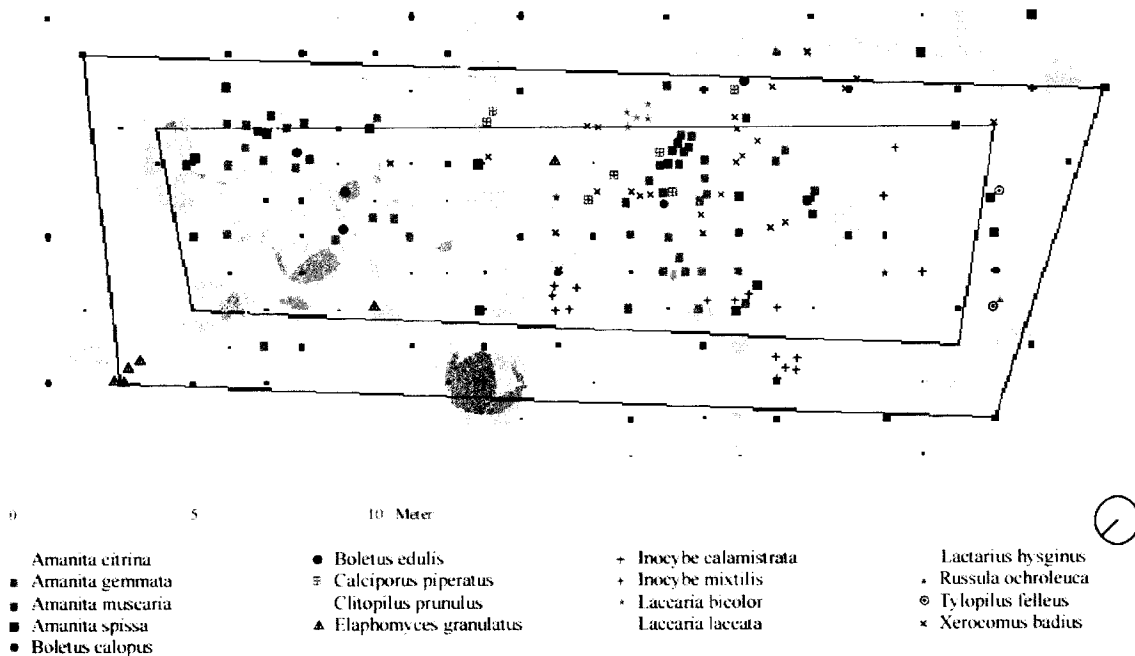 0 5 10 Meter
Amanita citrina
Amanita gemmata
Amanita muscaria
Amanita spissa
Boletus calopus
Boletus edulis
Calciporus piperatus
Clitopilus prunulus
Elaphomyces granulatus
Inocybe calamistrata
Inocybe mixtilis
Laccaria bicolor
Laccaria laccata
Lactarius hysginus
Russula ochroleuca
Tylopilus felleus
Xerocomus badius